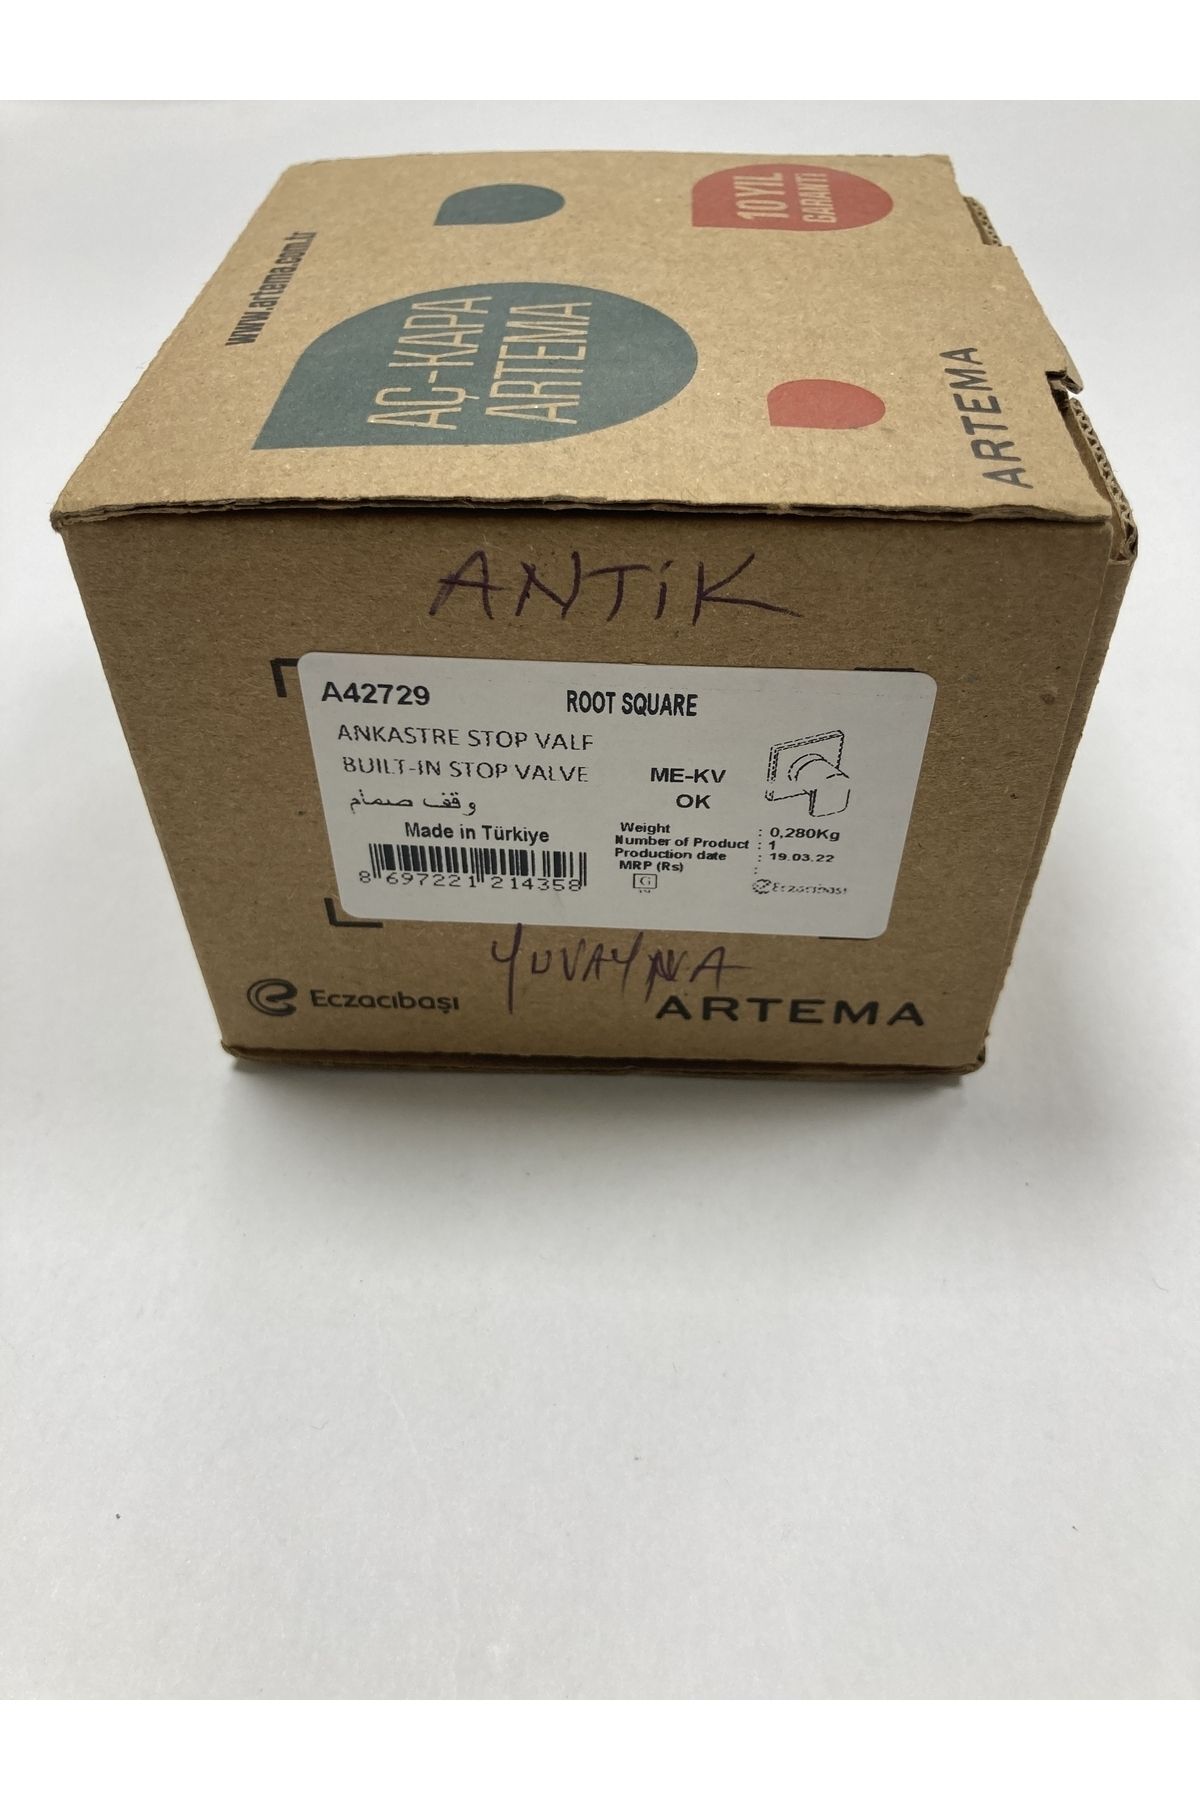 www.artema.com.tr
AÇ-KAPA
ARTEMA
10 YIL
GARANTİ
ARTEMA
ANTİK
A42729
ROOT SQUARE
ANKASTRE STOP VALF
BUILT-IN STOP VALVE
وقف صمام
ME-KV
OK
Made in Türkiye
8 697221 214358
Weight : 0,280Kg
Number of Product : 1
Production date : 19.03.22
MRP (Rs) :
G
Eczacıbaşı
YUVAYNA
Eczacıbaşı
ARTEMA